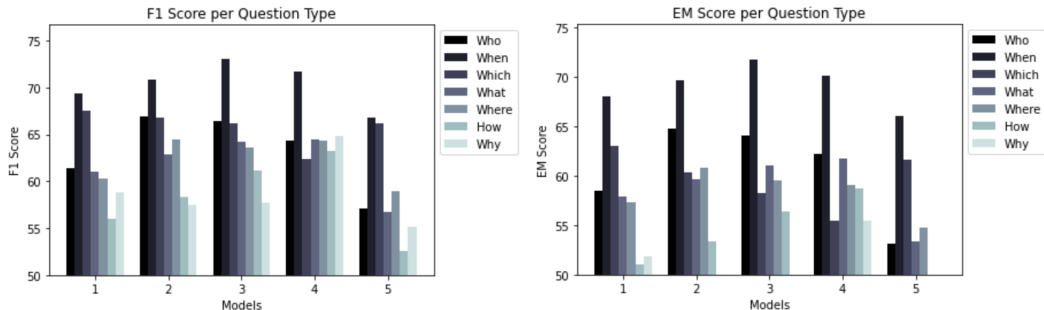 F1 Score per Question Type
F1 Score
75
70
65
60
55
50
1 2 3 4 5
Models
Who
When
Which
What
Where
How
Why
EM Score per Question Type
EM Score
75
70
65
60
55
50
1 2 3 4 5
Models
Who
When
Which
What
Where
How
Why